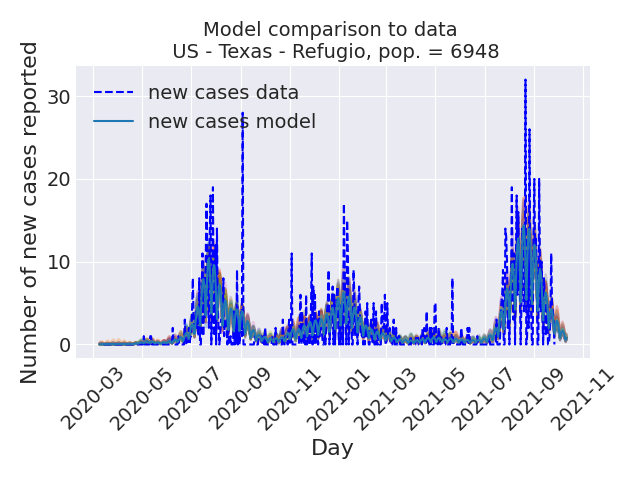 Model comparison to data
US - Texas - Refugio, pop. = 6948
new cases data
new cases model
Number of new cases reported
30
20
10
0
2020-03
2020-05
2020-07
2020-09
2020-11
2021-01
2021-03
2021-05
2021-07
2021-09
2021-11
Day